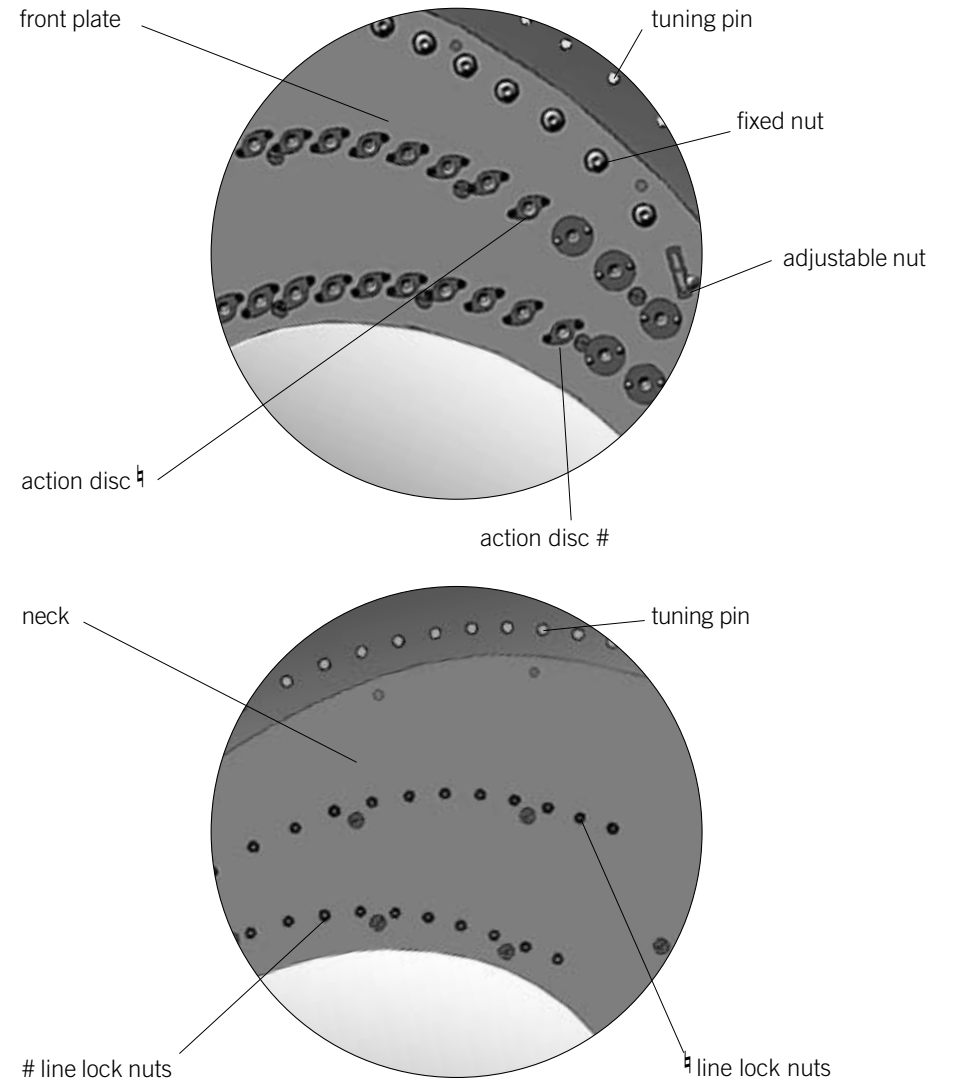 front plate
tuning pin
fixed nut
adjustable nut
action disc ♮
action disc #
neck
tuning pin
# line lock nuts
♮ line lock nuts